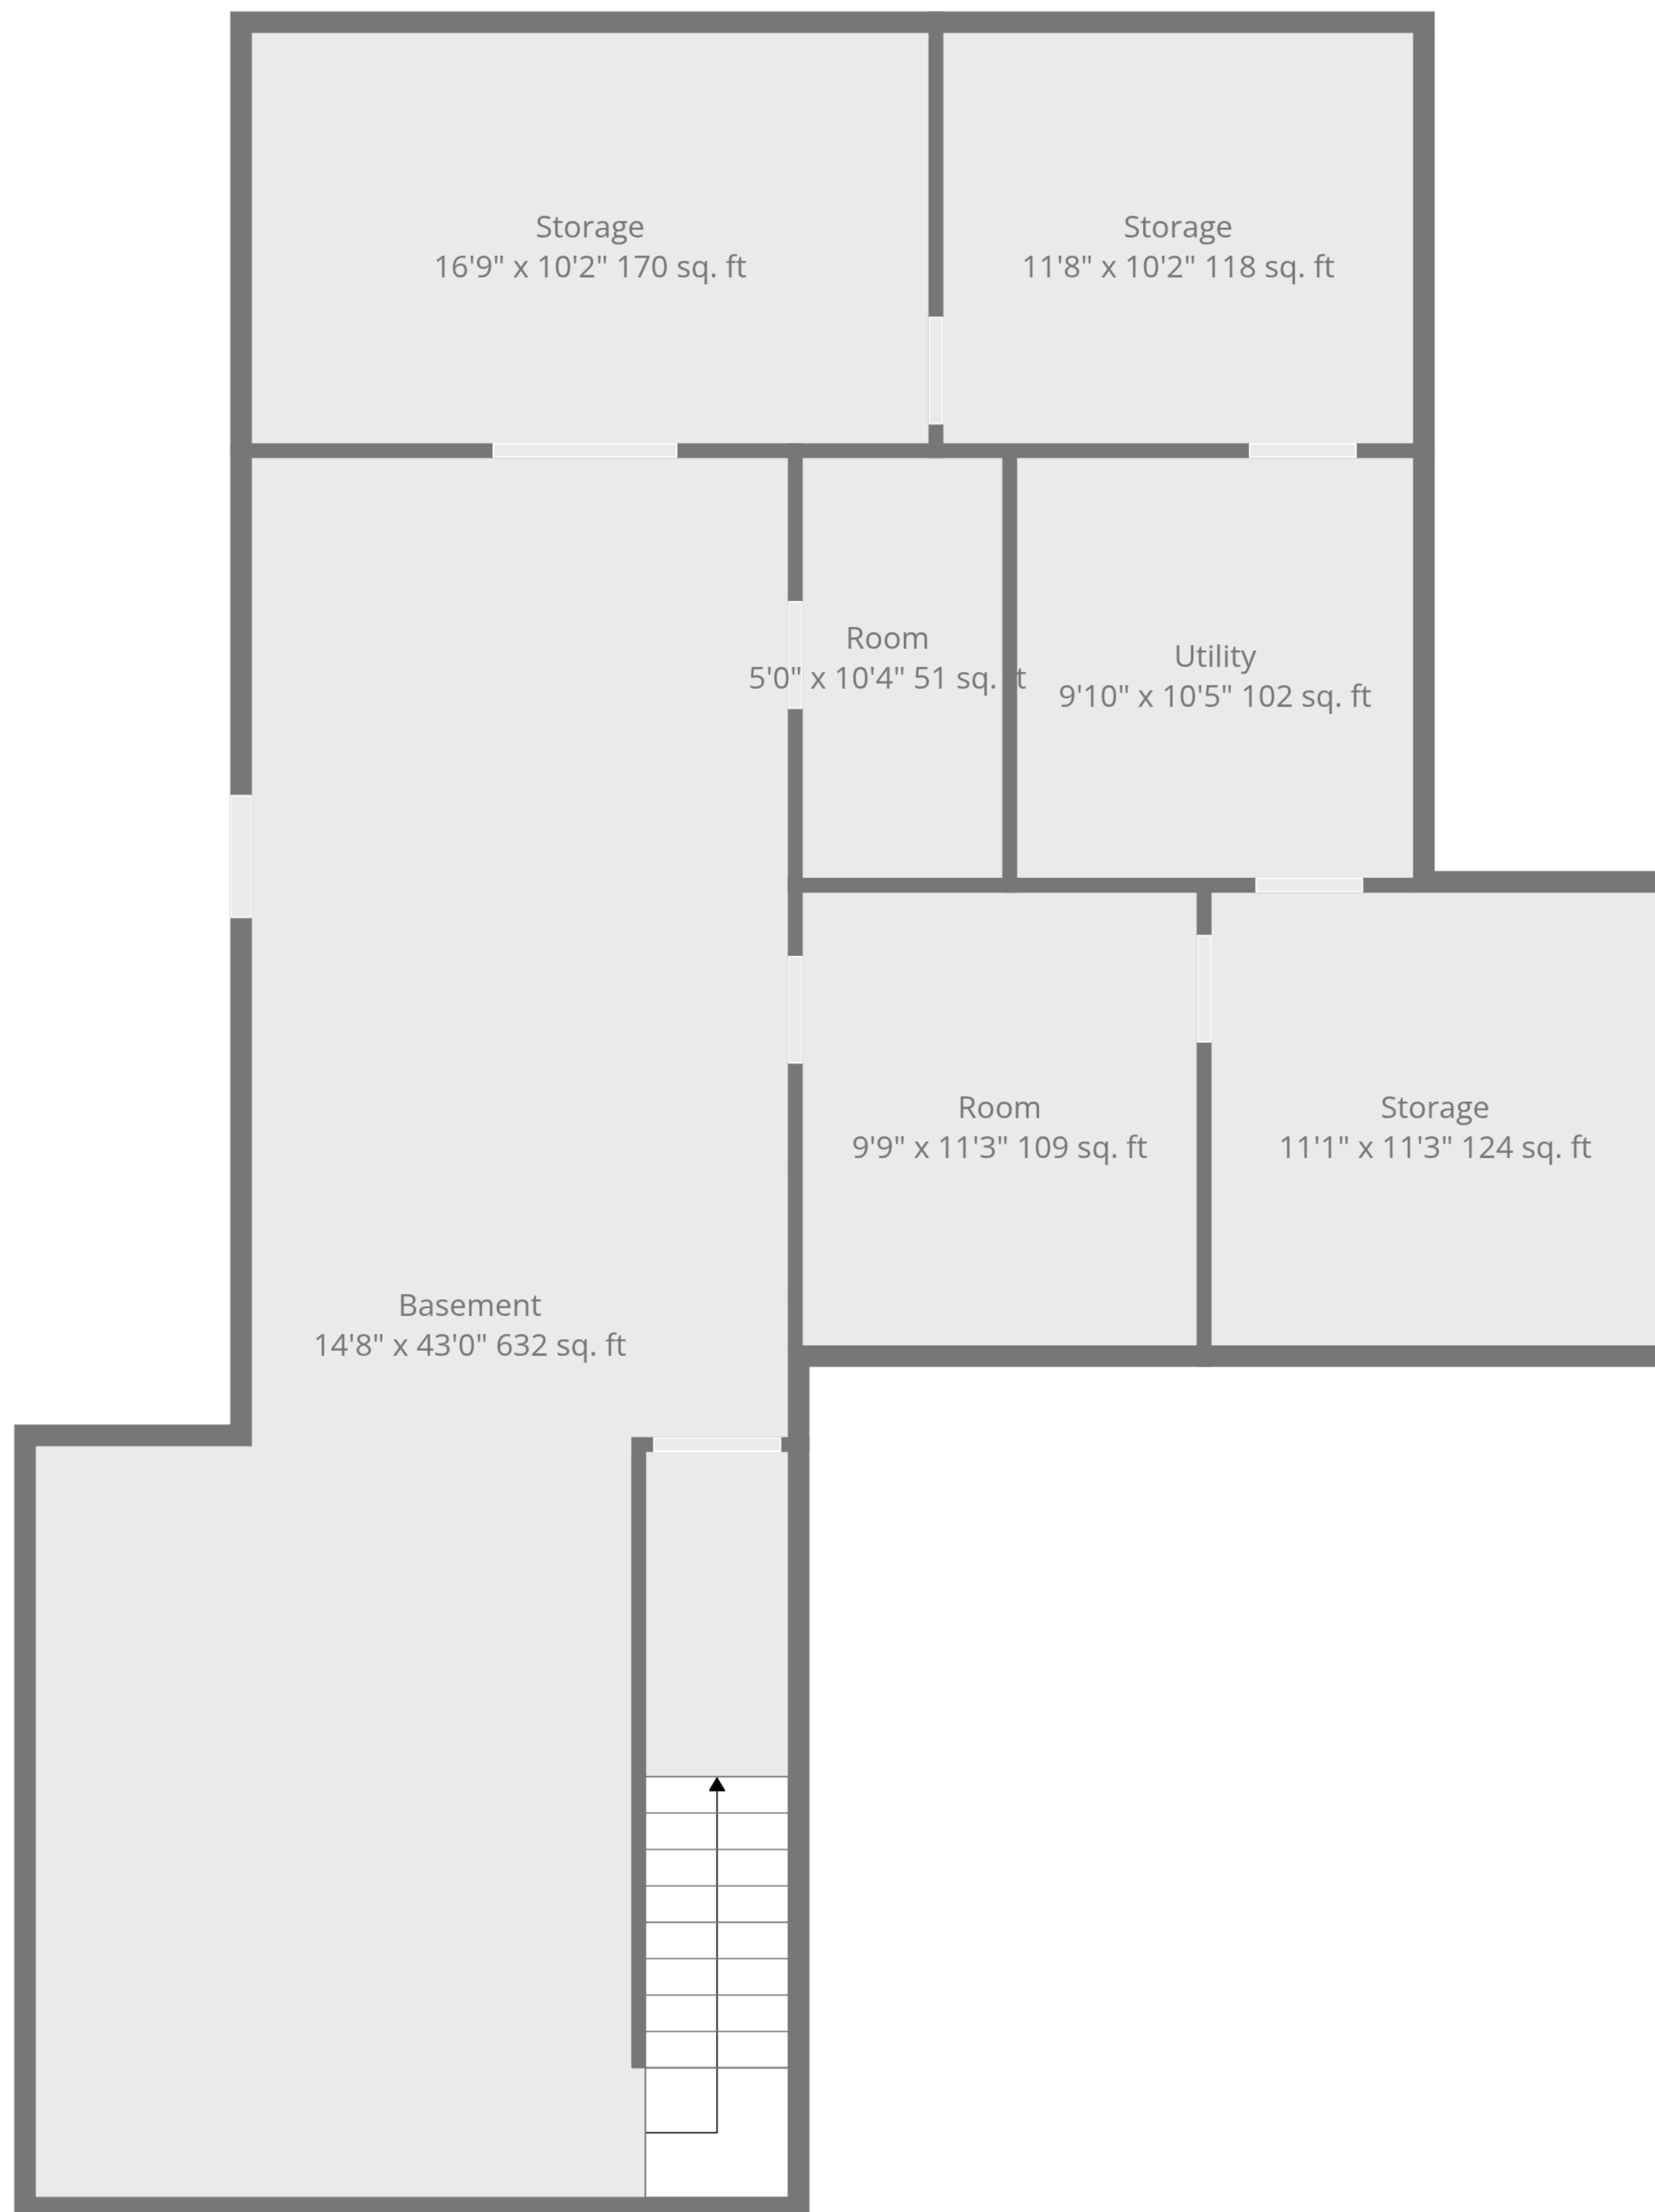 Storage
16'9" x 10'2" 170 sq. ft
Storage
11'8" x 10'2" 118 sq. ft
Room
5'0" x 10'4" 51 sq. ft
Utility
9'10" x 10'5" 102 sq. ft
Room
9'9" x 11'3" 109 sq. ft
Storage
11'1" x 11'3" 124 sq. ft
Basement
14'8" x 43'0" 632 sq. ft